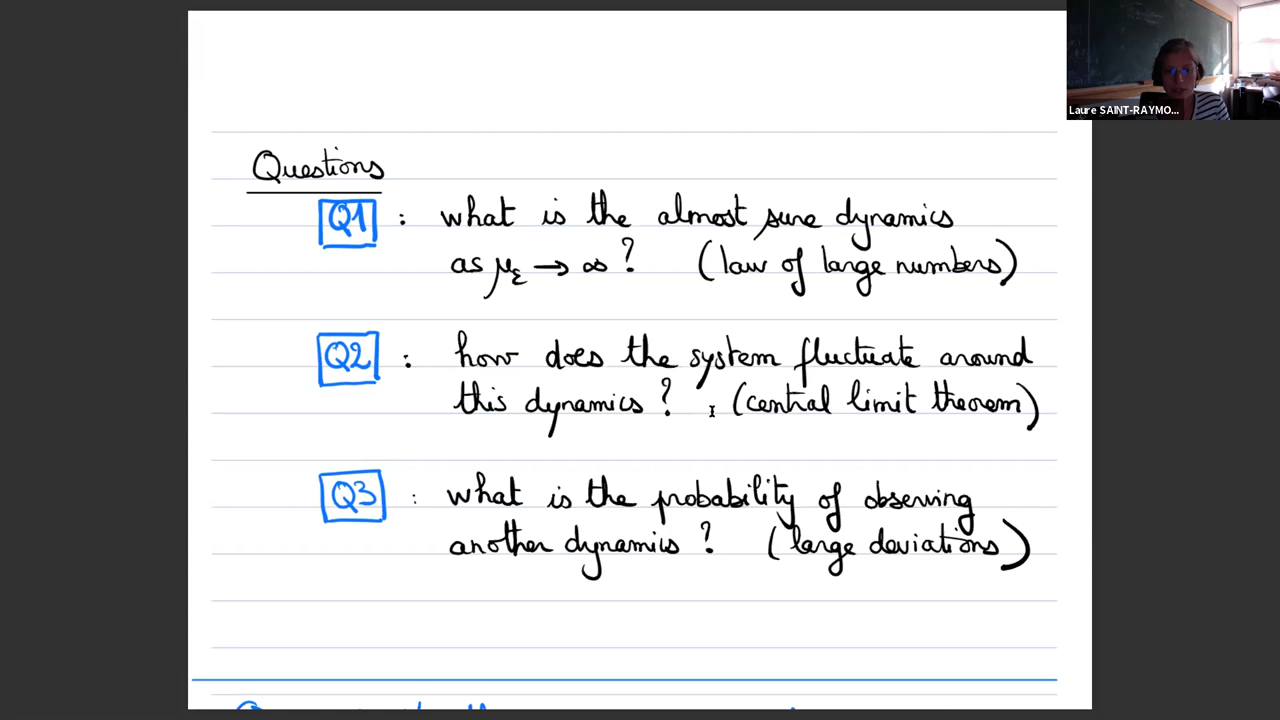 Laure SAINT-RAYMO...
Questions
Q1 : what is the almost sure dynamics
as με → ∞ ? (law of large numbers)
Q2 : how does the system fluctuate around
this dynamics ? (central limit theorem)
Q3 : what is the probability of observing
another dynamics ? (large deviations)